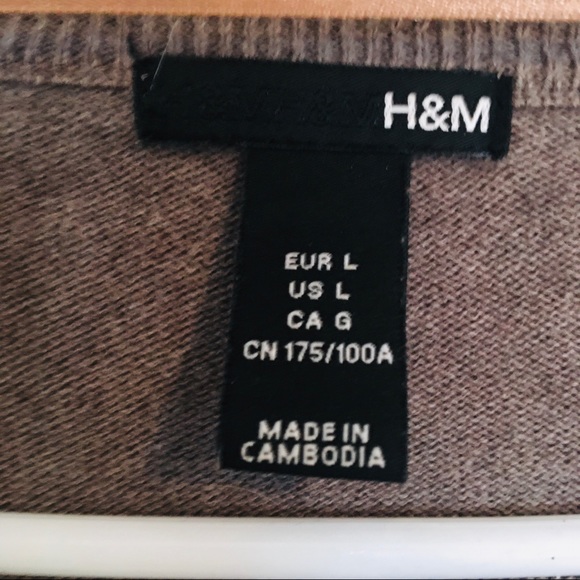 H&M
EUR L
US L
CA G
CN 175/100A
MADE IN
CAMBODIA